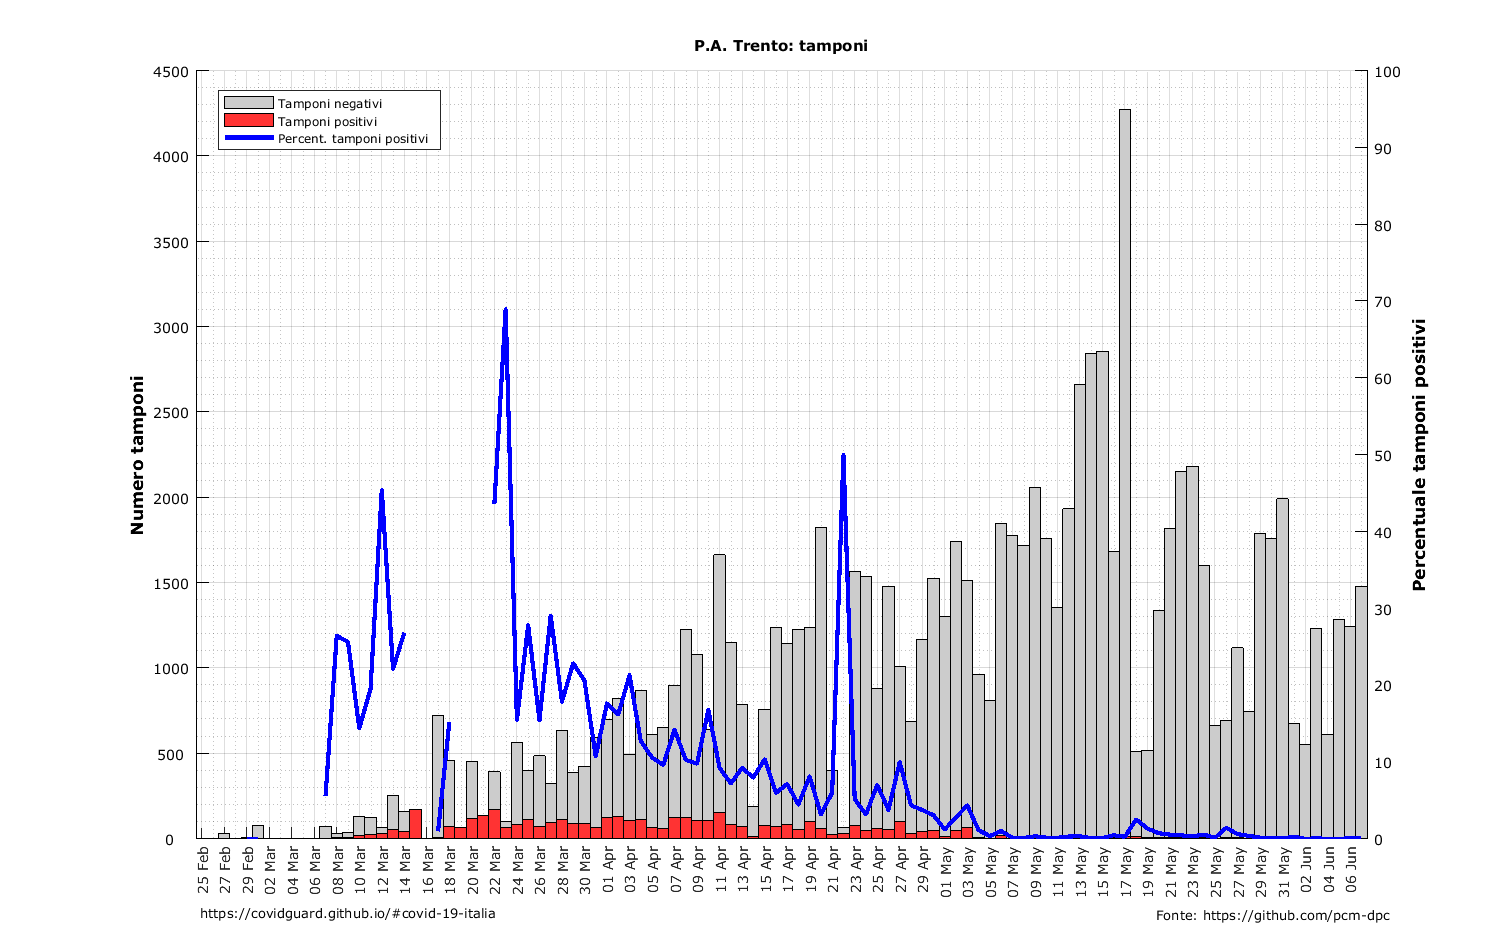 P.A. Trento: tamponi
Tamponi negativi
Tamponi positivi
Percent. tamponi positivi
Numero tamponi
4500
4000
3500
3000
2500
2000
1500
1000
500
0
Percentuale tamponi positivi
100
90
80
70
60
50
40
30
20
10
0
25 Feb
27 Feb
29 Feb
02 Mar
04 Mar
06 Mar
08 Mar
10 Mar
12 Mar
14 Mar
16 Mar
18 Mar
20 Mar
22 Mar
24 Mar
26 Mar
28 Mar
30 Mar
01 Apr
03 Apr
05 Apr
07 Apr
09 Apr
11 Apr
13 Apr
15 Apr
17 Apr
19 Apr
21 Apr
23 Apr
25 Apr
27 Apr
29 Apr
01 May
03 May
05 May
07 May
09 May
11 May
13 May
15 May
17 May
19 May
21 May
23 May
25 May
27 May
29 May
31 May
02 Jun
04 Jun
06 Jun
https://covidguard.github.io/#covid-19-italia
Fonte: https://github.com/pcm-dpc